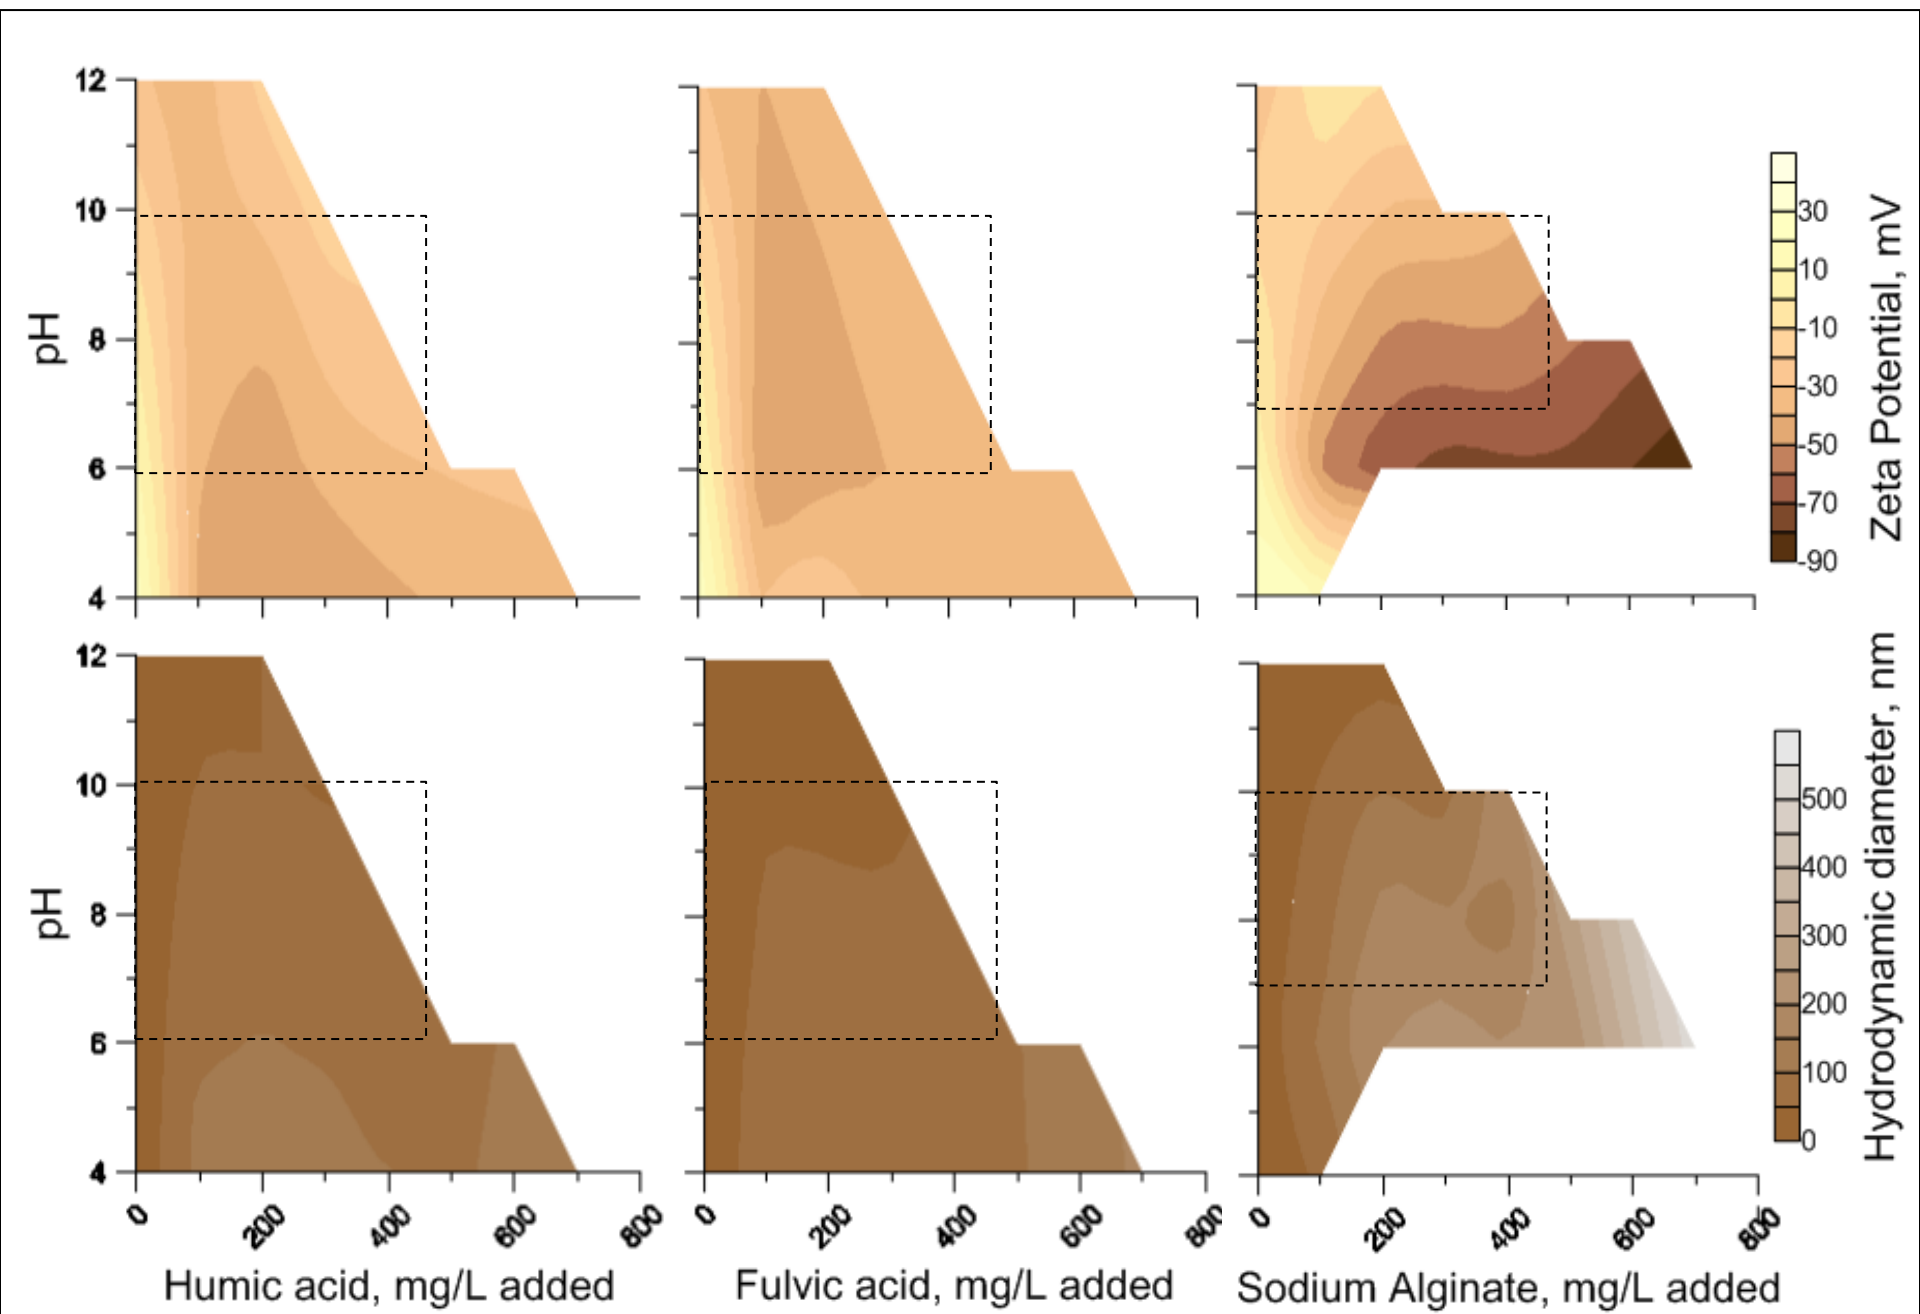 12
10
8
6
4
pH
30
10
-10
-30
-50
-70
-90
Zeta Potential, mV
12
10
8
6
4
pH
500
400
300
200
100
0
Hydrodynamic diameter, nm
0 200 400 600 800
0 200 400 600 800
0 200 400 600 800
Humic acid, mg/L added
Fulvic acid, mg/L added
Sodium Alginate, mg/L added